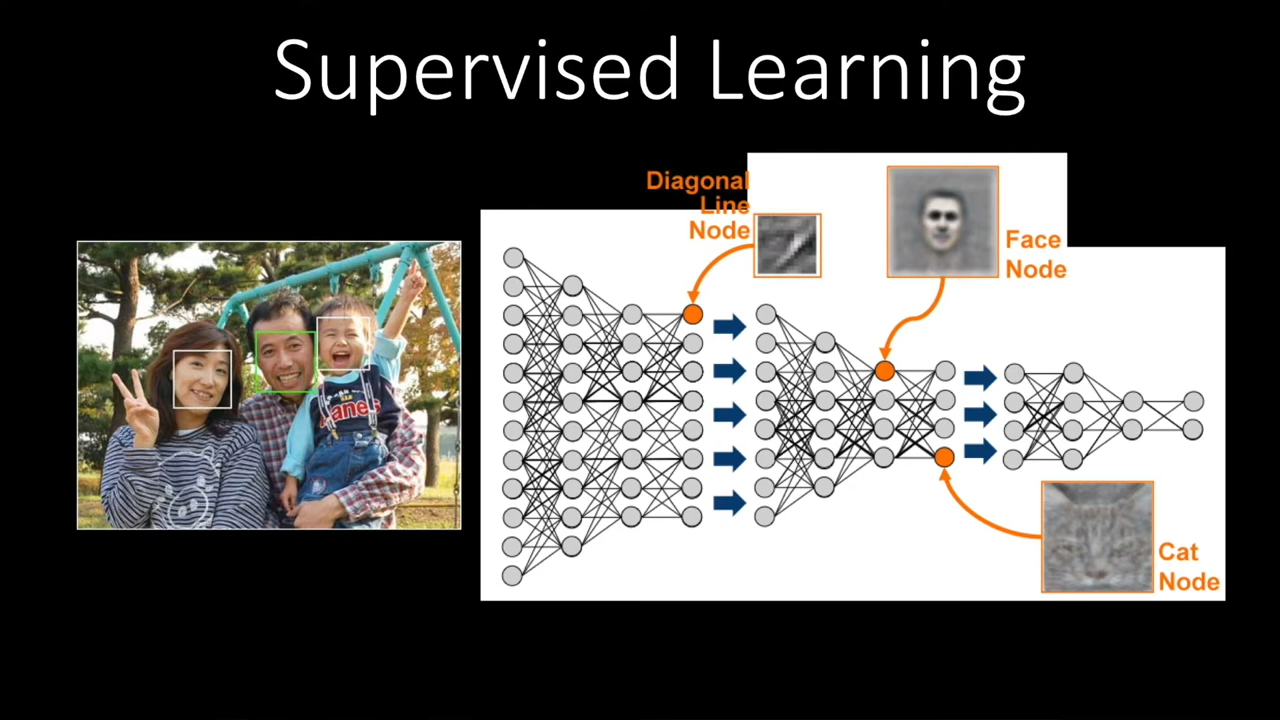 Supervised Learning
Diagonal
Line
Node
Face
Node
Cat
Node